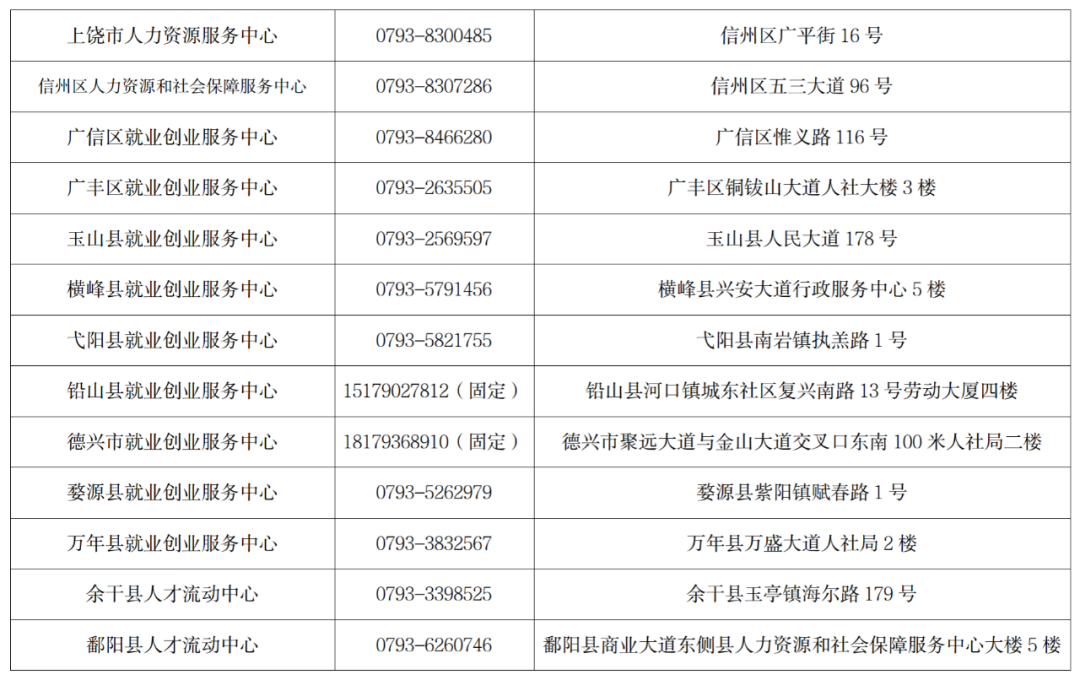 上饶市人力资源服务中心 0793-8300485 信州区广平街 16 号
信州区人力资源和社会保障服务中心 0793-8307286 信州区五三大道 96 号
广信区就业创业服务中心 0793-8466280 广信区惟义路 116 号
广丰区就业创业服务中心 0793-2635505 广丰区铜钹山大道人社大楼 3 楼
玉山县就业创业服务中心 0793-2569597 玉山县人民大道 178 号
横峰县就业创业服务中心 0793-5791456 横峰县兴安大道行政服务中心 5 楼
弋阳县就业创业服务中心 0793-5821755 弋阳县南岩镇执羔路 1 号
铅山县就业创业服务中心 15179027812（固定） 铅山县河口镇城东社区复兴南路 13 号劳动大厦四楼
德兴市就业创业服务中心 18179368910（固定） 德兴市聚远大道与金山大道交叉口东南 100 米人社局二楼
婺源县就业创业服务中心 0793-5262979 婺源县紫阳镇赋春路 1 号
万年县就业创业服务中心 0793-3832567 万年县万盛大道人社局 2 楼
余干县人才流动中心 0793-3398525 余干县玉亭镇海尔路 179 号
鄱阳县人才流动中心 0793-6260746 鄱阳县商业大道东侧县人力资源和社会保障服务中心大楼 5 楼